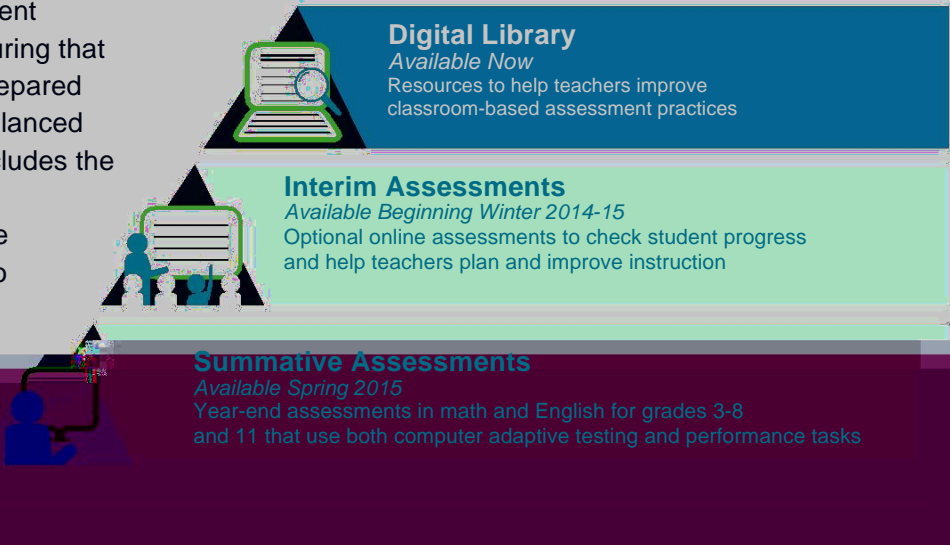 ent
uring that
epared
lanced
cludes the
e
o
Digital Library
Available Now
Resources to help teachers improve
classroom-based assessment practices
Interim Assessments
Available Beginning Winter 2014-15
Optional online assessments to check student progress
and help teachers plan and improve instruction
Summative Assessments
Available Spring 2015
Year-end assessments in math and English for grades 3-8
and 11 that use both computer adaptive testing and performance tasks